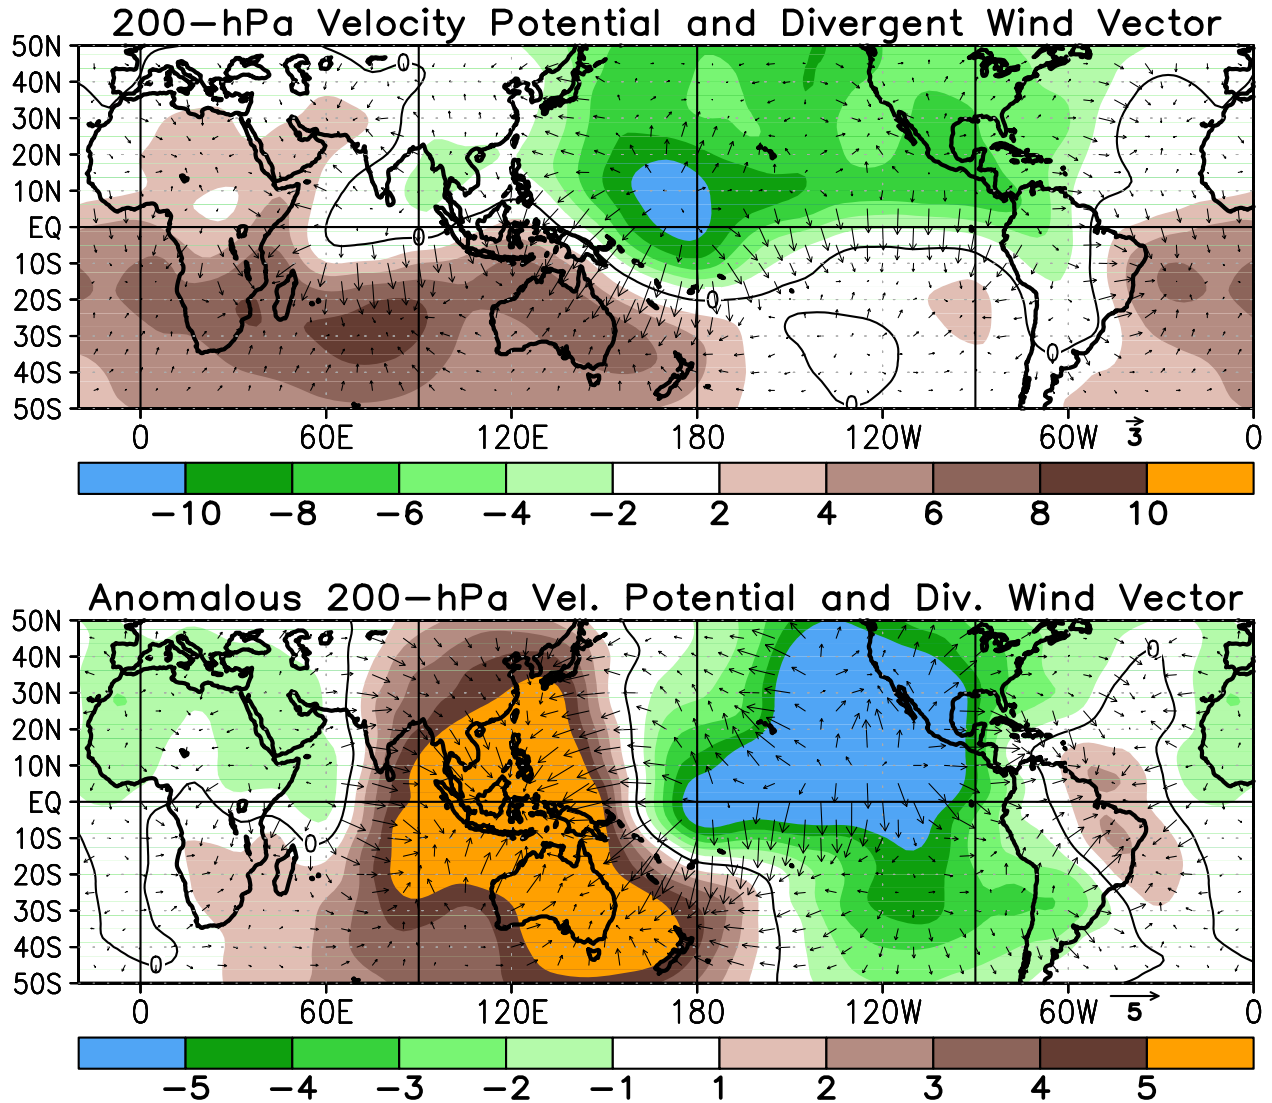 200-hPa Velocity Potential and Divergent Wind Vector
50N
40N
30N
20N
10N
EQ
10S
20S
30S
40S
50S
0
0
0
0
0
0
0 60E 120E 180 120W 60W 3 0
-10 -8 -6 -4 -2 2 4 6 8 10
Anomalous 200-hPa Vel. Potential and Div. Wind Vector
50N
40N
30N
20N
10N
EQ
10S
20S
30S
40S
50S
0
0
0
0 60E 120E 180 120W 60W 5 0
-5 -4 -3 -2 -1 1 2 3 4 5